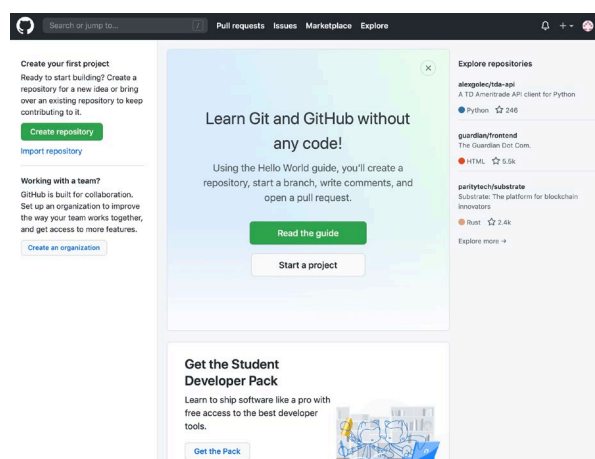 Search or jump to...
/
Pull requests Issues Marketplace Explore
Create your first project
Ready to start building? Create a
repository for a new idea or bring
over an existing repository to keep
contributing to it.
Create repository
Import repository
Working with a team?
GitHub is built for collaboration.
Set up an organization to improve
the way your teams works together,
and get access to more features.
Create an organization
Learn Git and GitHub without
any code!
Using the Hello World guide, you'll create a
repository, start a branch, write comments, and
open a pull request.
Read the guide
Start a project
Get the Student
Developer Pack
Learn to ship software like a pro with
free access to the best developer
tools.
Get the Pack
Explore repositories
alexgolec/tda-api
A TD Ameritrade API client for Python
Python 246
guardian/frontend
The Guardian Dot Com.
HTML 5.5k
paritytech/substrate
Substrate: The platform for blockchain
innovators
Rust 2.4k
Explore more →